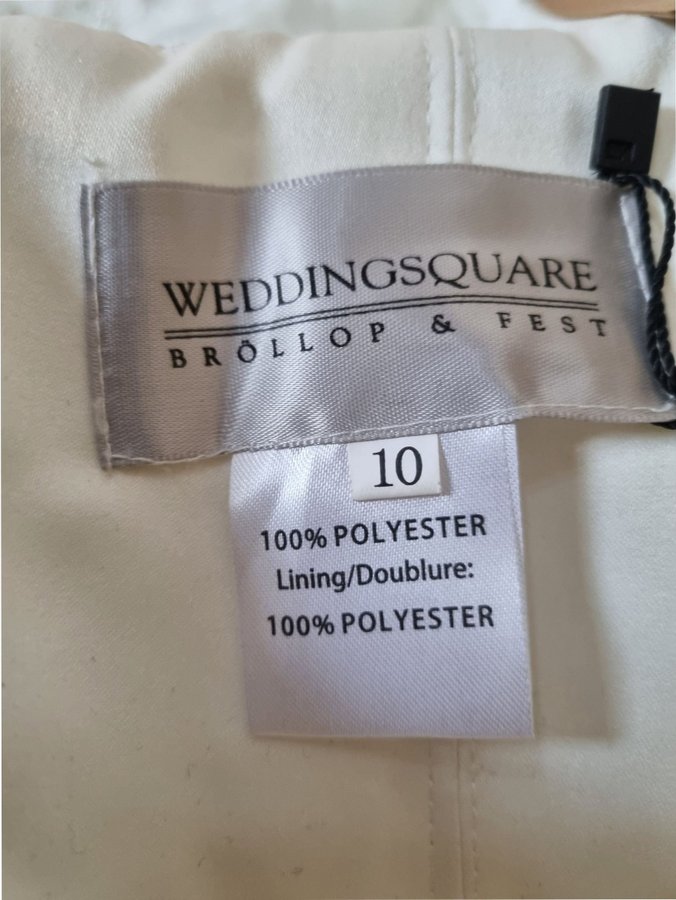 WEDDINGSQUARE
BRÖLLOP & FEST
10
100% POLYESTER
Lining/Doublure:
100% POLYESTER